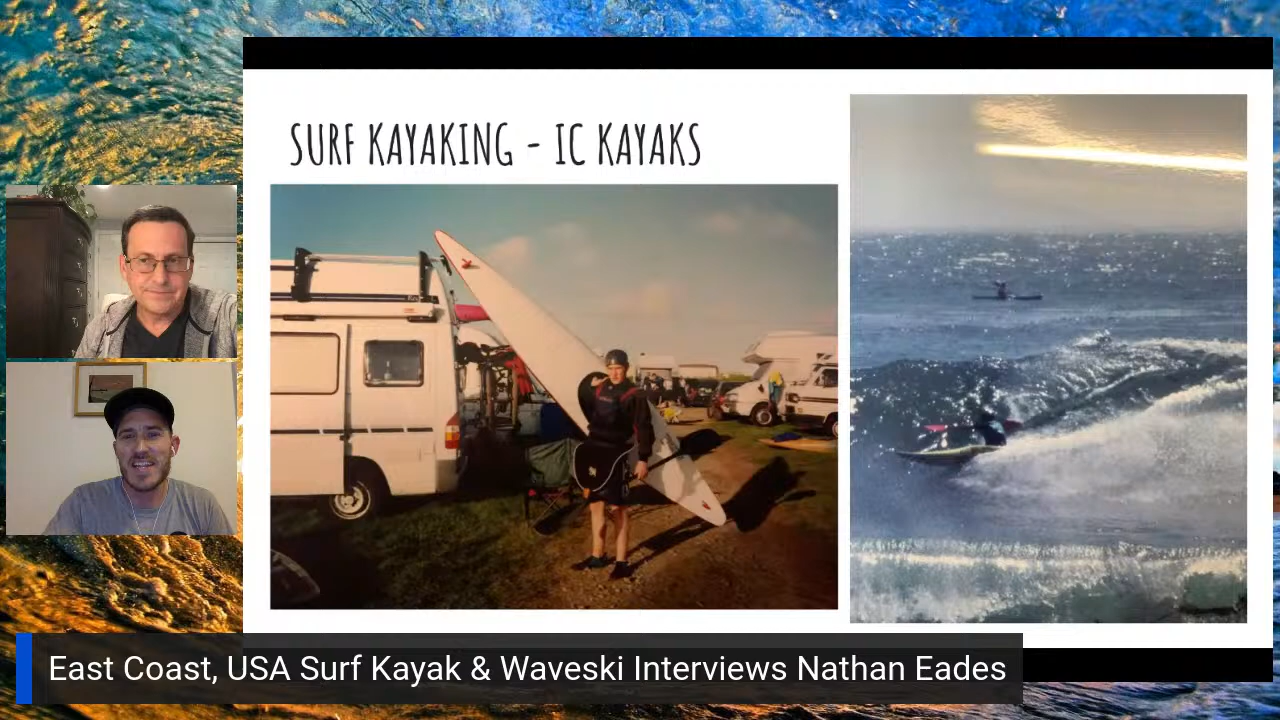 SURF KAYAKING - IC KAYAKS
East Coast, USA Surf Kayak & Waveski Interviews Nathan Eades